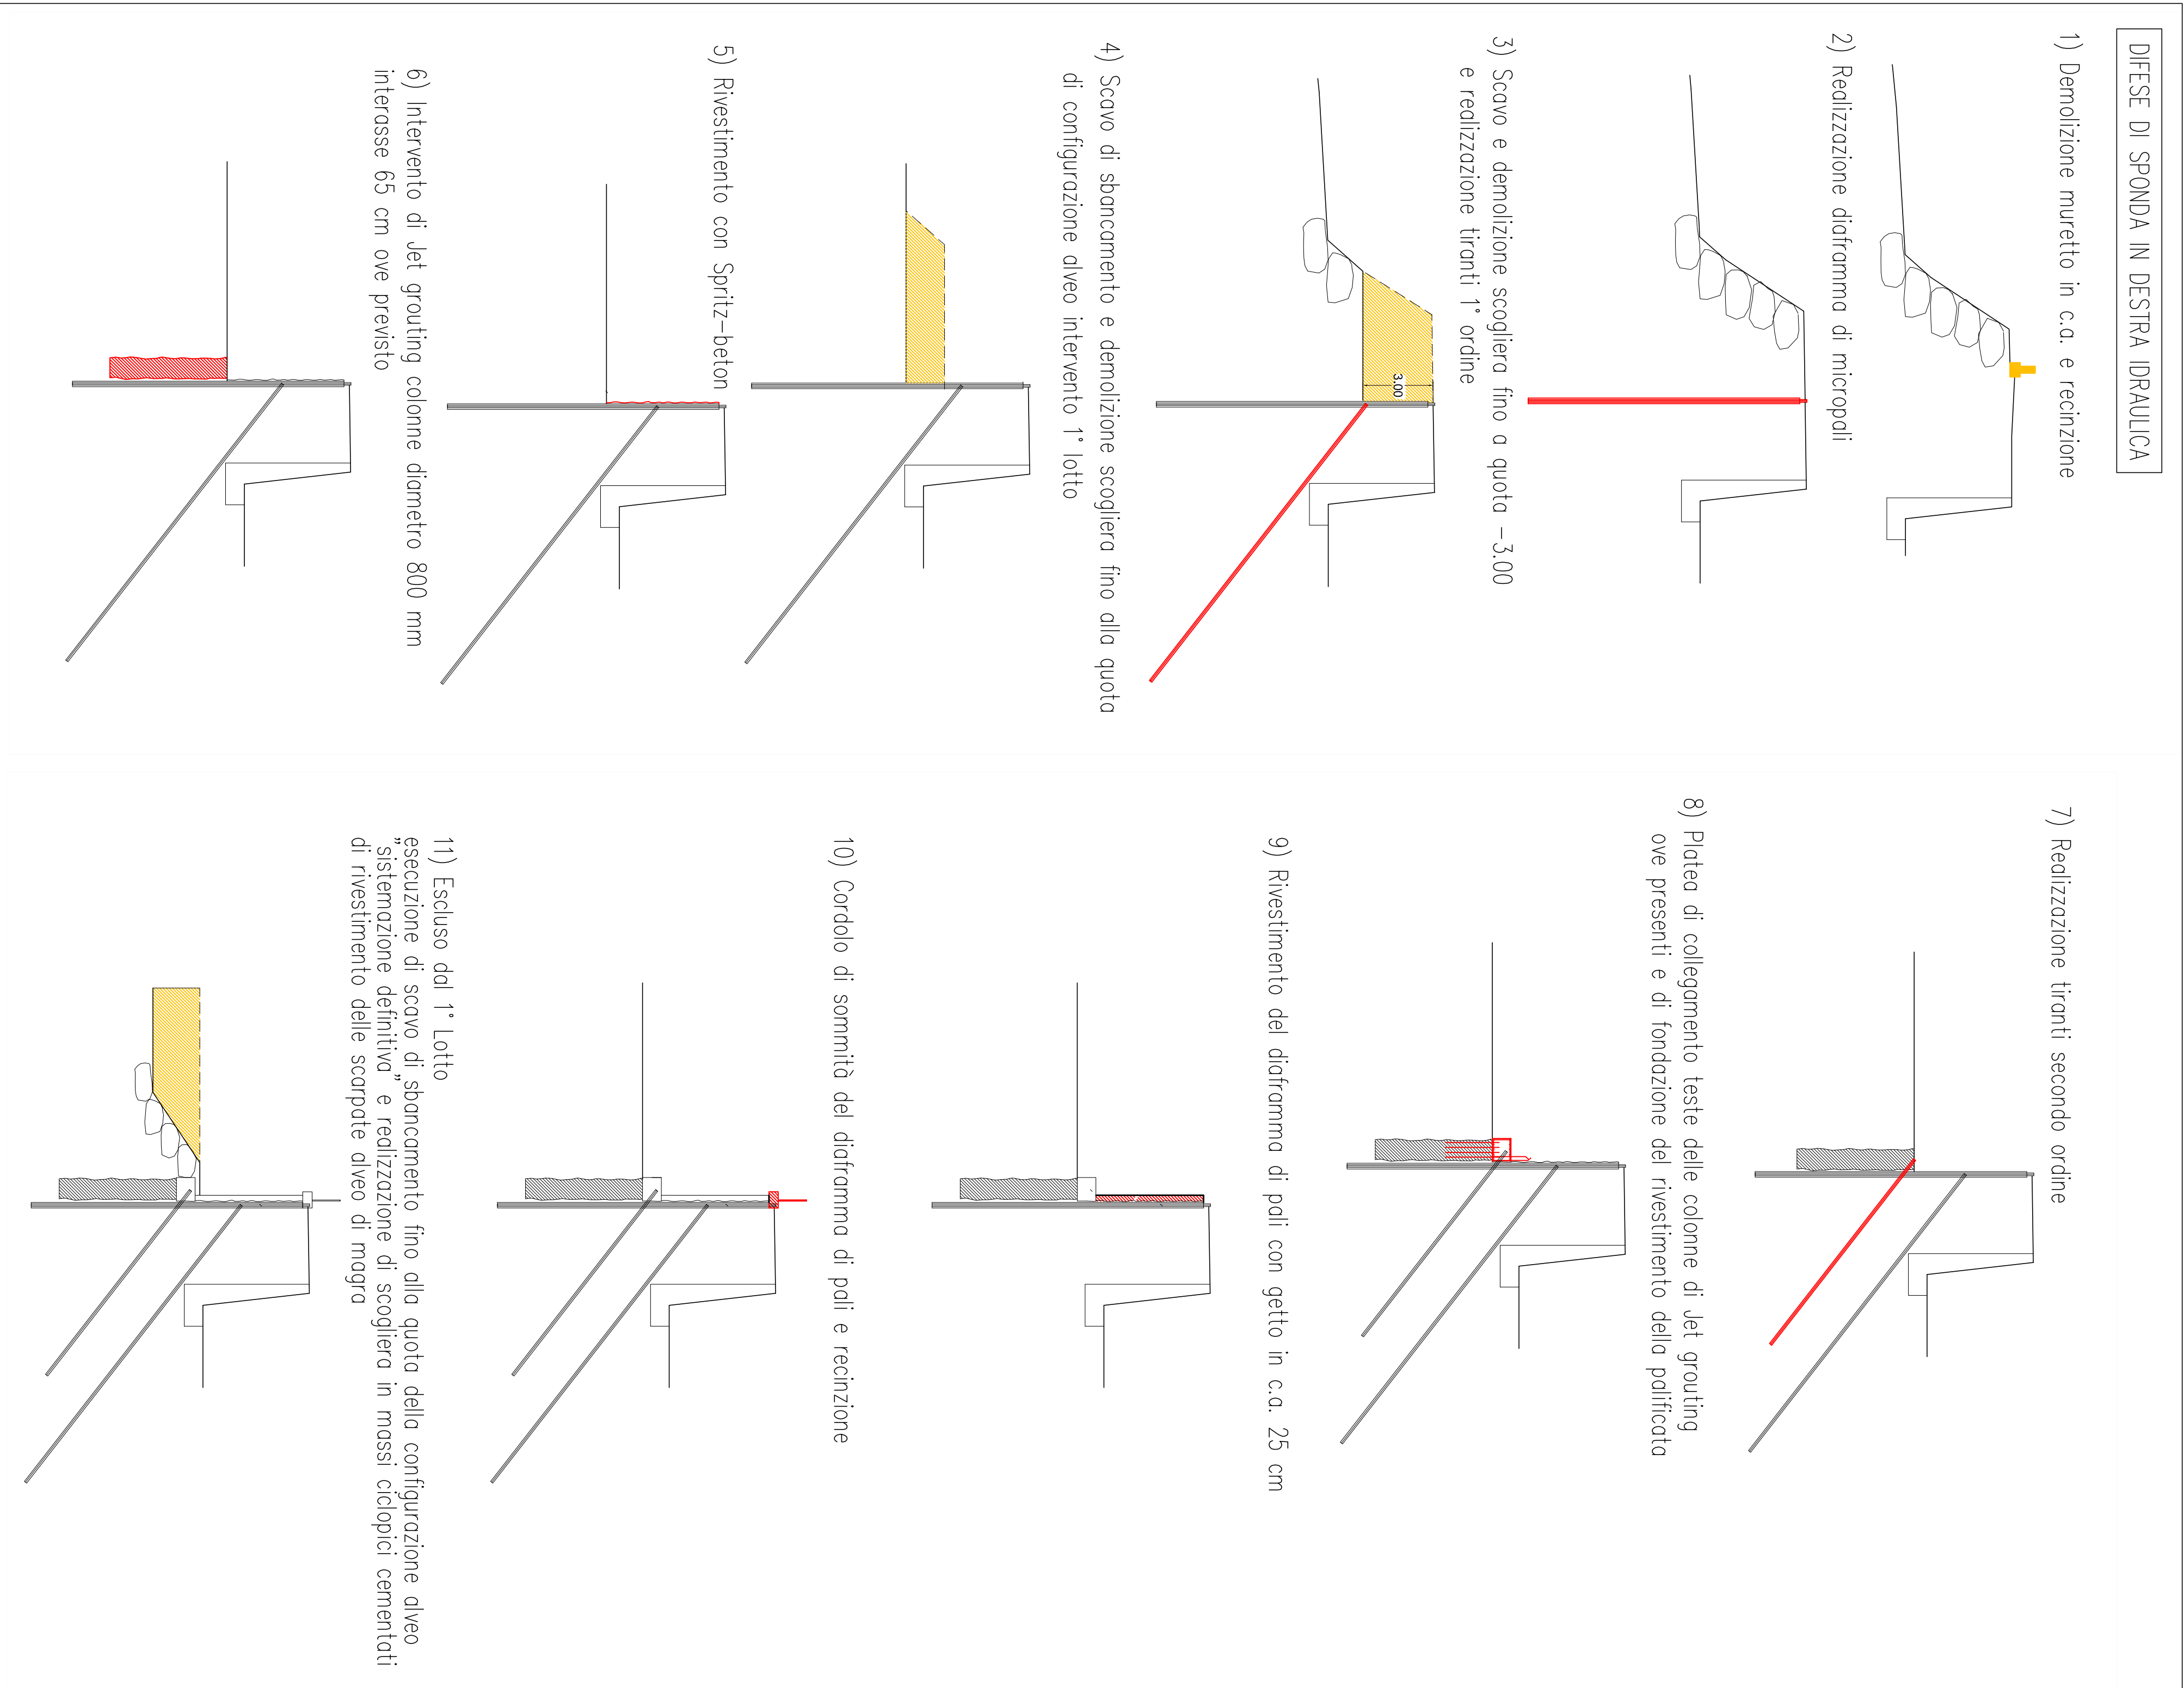 DIFESE DI SPONDA IN DESTRA IDRAULICA
1) Demolizione muretto in c.a. e recinzione
2) Realizzazione diaframma di micropali
3) Scavo e demolizione scogliera fino a quota -3.00
e realizzazione tiranti 1° ordine
3.00
4) Scavo di sbancamento e demolizione scogliera fino alla quota
di configurazione alveo intervento 1° lotto
5) Rivestimento con Spritz-beton
6) Intervento di Jet grouting colonne diametro 800 mm
interasse 65 cm ove previsto
7) Realizzazione tiranti secondo ordine
8) Platea di collegamento teste delle colonne di Jet grouting
ove presenti e di fondazione del rivestimento della palificata
9) Rivestimento del diaframma di pali con getto in c.a. 25 cm
10) Cordolo di sommità del diaframma di pali e recinzione
11) Escluso dal 1° Lotto
esecuzione di scavo di sbancamento fino alla quota della configurazione alveo
"sistemazione definitiva" e realizzazione di scogliera in massi ciclopici cementati
di rivestimento delle scarpate alveo di magra